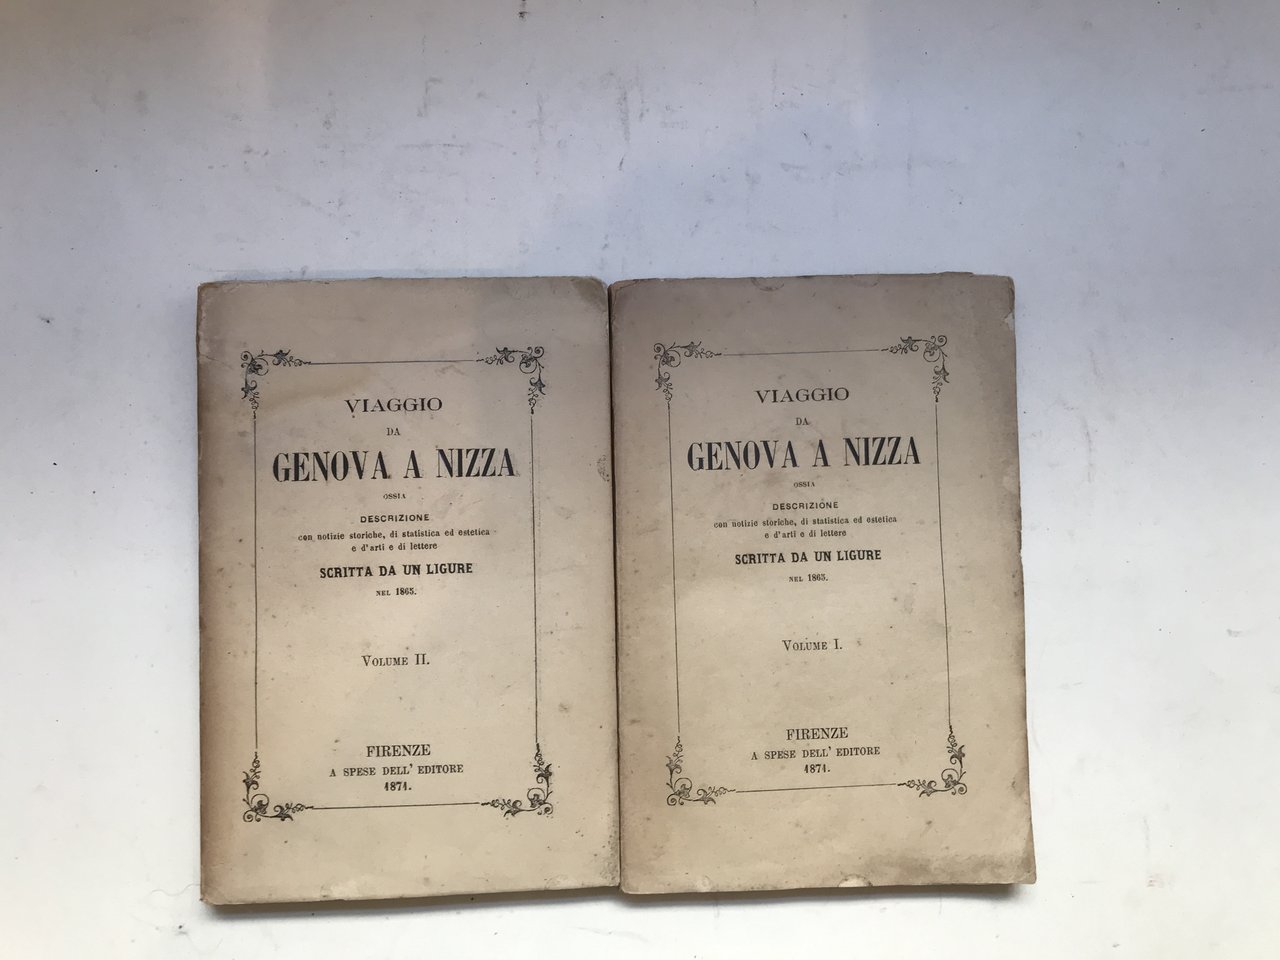 VIAGGIO
DA
GENOVA A NIZZA
OSSIA
DESCRIZIONE
con notizie storiche, di statistica ed estetica
e d'arti e di lettere
SCRITTA DA UN LIGURE
NEL 1865.
VOLUME II.
FIRENZE
A SPESE DELL' EDITORE
1871.
VIAGGIO
DA
GENOVA A NIZZA
OSSIA
DESCRIZIONE
con notizie storiche, di statistica ed estetica
e d'arti e di lettere
SCRITTA DA UN LIGURE
NEL 1865.
VOLUME I.
FIRENZE
A SPESE DELL' EDITORE
1871.